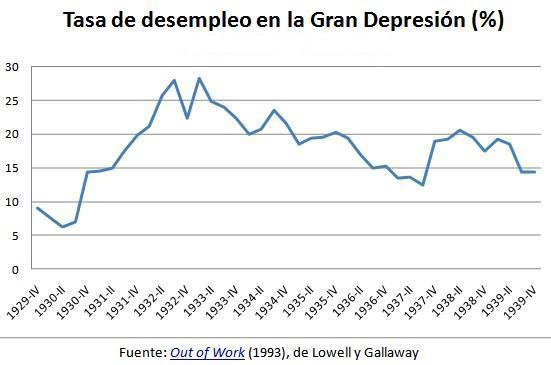 Tasa de desempleo en la Gran Depresión (%)
30
25
20
15
10
5
0
1929-IV
1930-II
1930-IV
1931-II
1931-IV
1932-II
1932-IV
1933-II
1933-IV
1934-II
1934-IV
1935-II
1935-IV
1936-II
1936-IV
1937-II
1937-IV
1938-II
1938-IV
1939-II
1939-IV
Fuente: Out of Work (1993), de Lowell y Gallaway